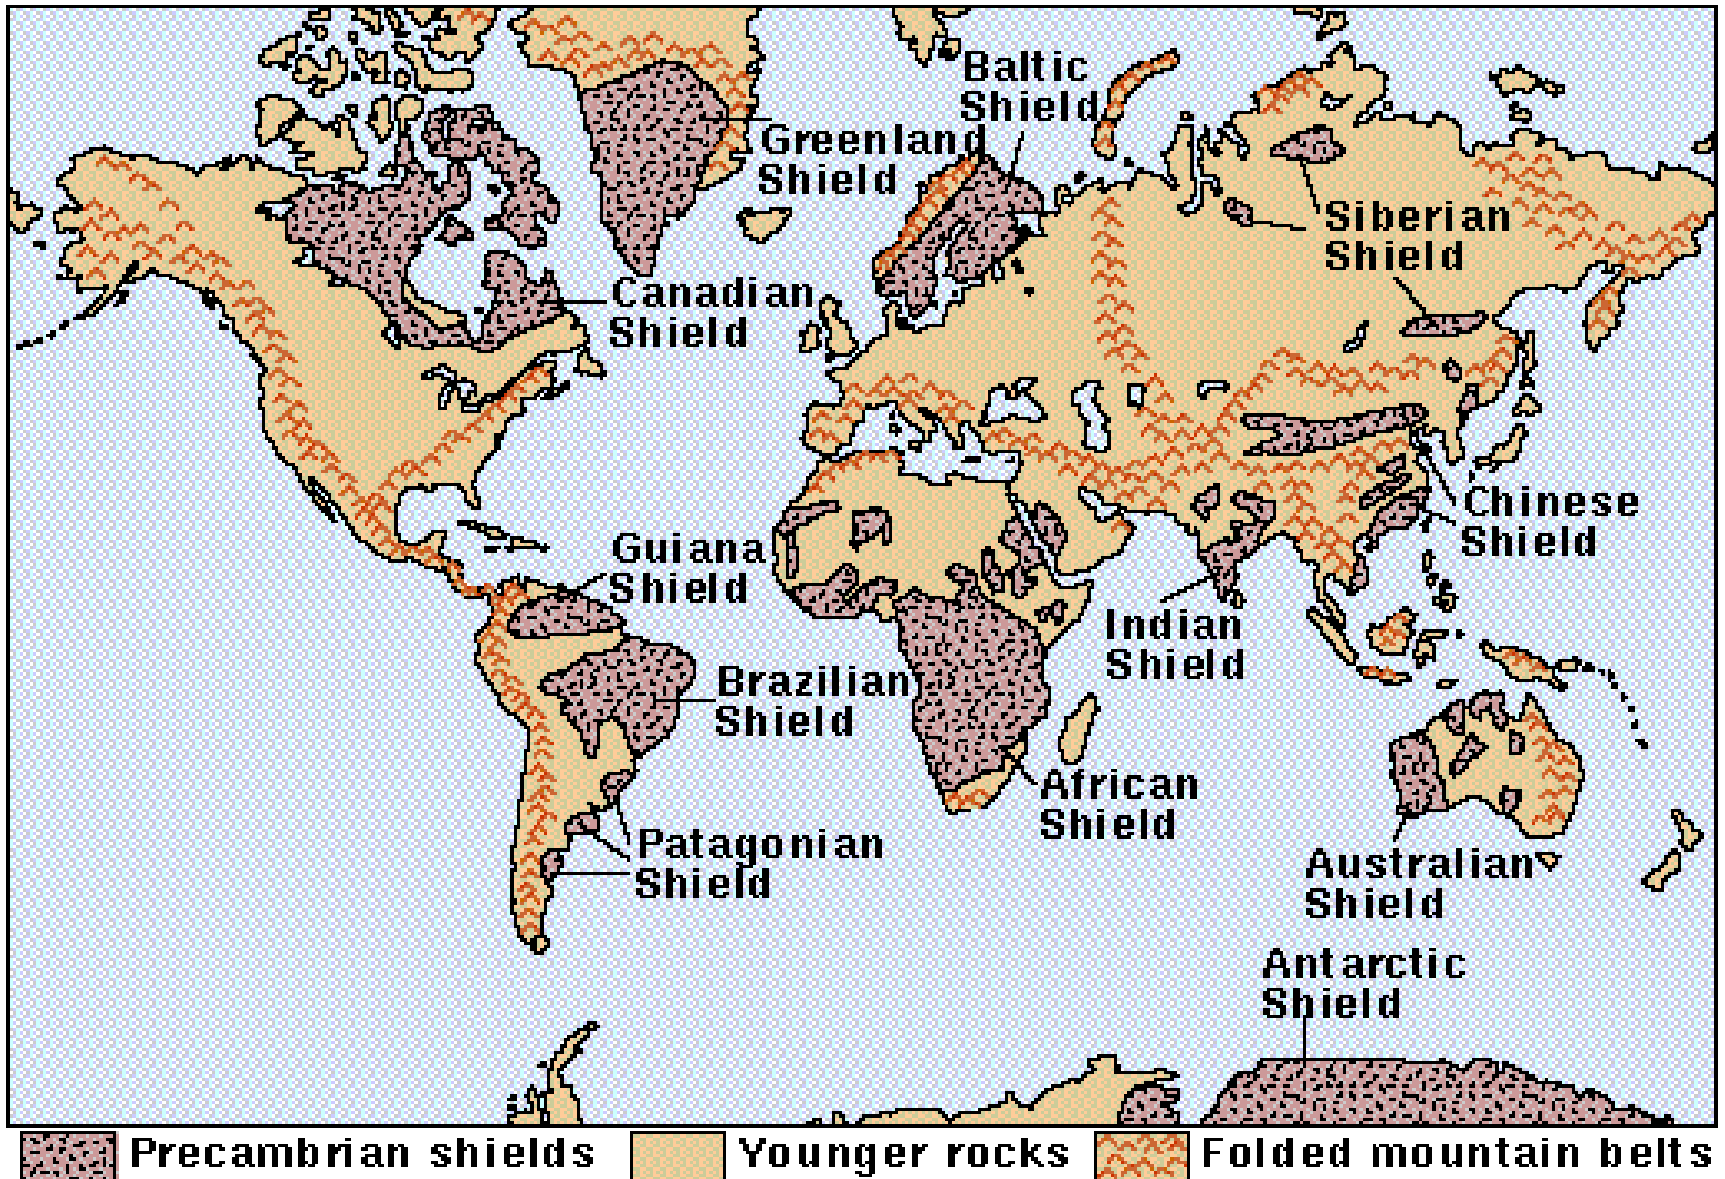 Baltic
Shield
Greenland
Shield
Siberian
Shield
Canadian
Shield
Chinese
Shield
Guiana
Shield
Indian
Shield
Brazilian
Shield
African
Shield
Patagonian
Shield
Australian
Shield
Antarctic
Shield
Precambrian shields
Younger rocks
Folded mountain belts